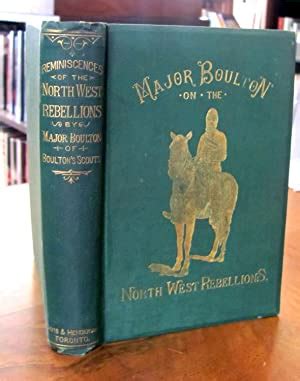 REMINISCENCES
OF THE
NORTH WEST
REBELLIONS
BY
MAJOR BOULTON
OF
BOULTON'S SCOUTS.
TORONTO.
MAJOR BOULTON
ON THE
NORTH WEST REBELLIONS.